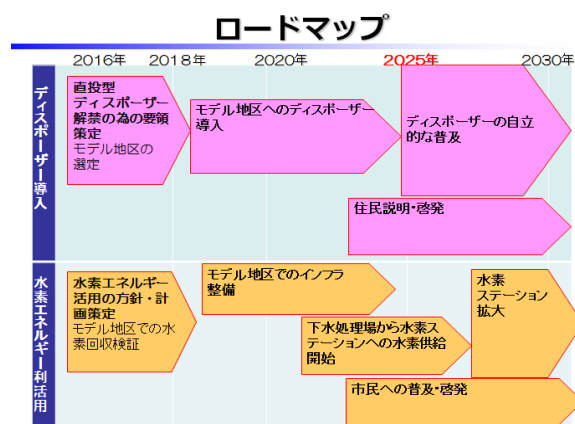 ロードマップ
2016年
2018年
2020年
2025年
2030年
ディスポーザー導入
直投型
ディスポーザー
解禁の為の要領
策定
モデル地区の
選定
モデル地区へのディスポーザー
導入
ディスポーザーの自立
的な普及
住民説明・啓発
水素エネルギー利活用
水素エネルギー
活用の方針・計
画策定
モデル地区での水
素回収検証
モデル地区でのインフラ
整備
下水処理場から水素ス
テーションへの水素供給
開始
水素
ステーション
拡大
市民への普及・啓発